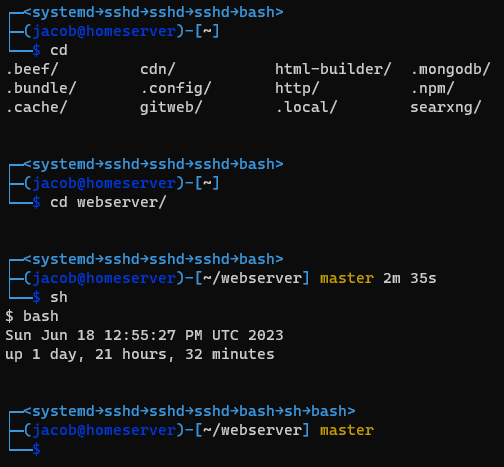 ┌──<systemd→sshd→sshd→sshd→bash>
├──(jacob@homeserver)-[~]
└──$ cd
.beef/         cdn/           html-builder/  .mongodb/
.bundle/       .config/       http/          .npm/
.cache/        gitweb/        .local/        searxng/
┌──<systemd→sshd→sshd→sshd→bash>
├──(jacob@homeserver)-[~]
└──$ cd webserver/
┌──<systemd→sshd→sshd→sshd→bash>
├──(jacob@homeserver)-[~/webserver] master 2m 35s
└──$ sh
$ bash
Sun Jun 18 12:55:27 PM UTC 2023
up 1 day, 21 hours, 32 minutes
┌──<systemd→sshd→sshd→sshd→bash→sh→bash>
├──(jacob@homeserver)-[~/webserver] master
└──$